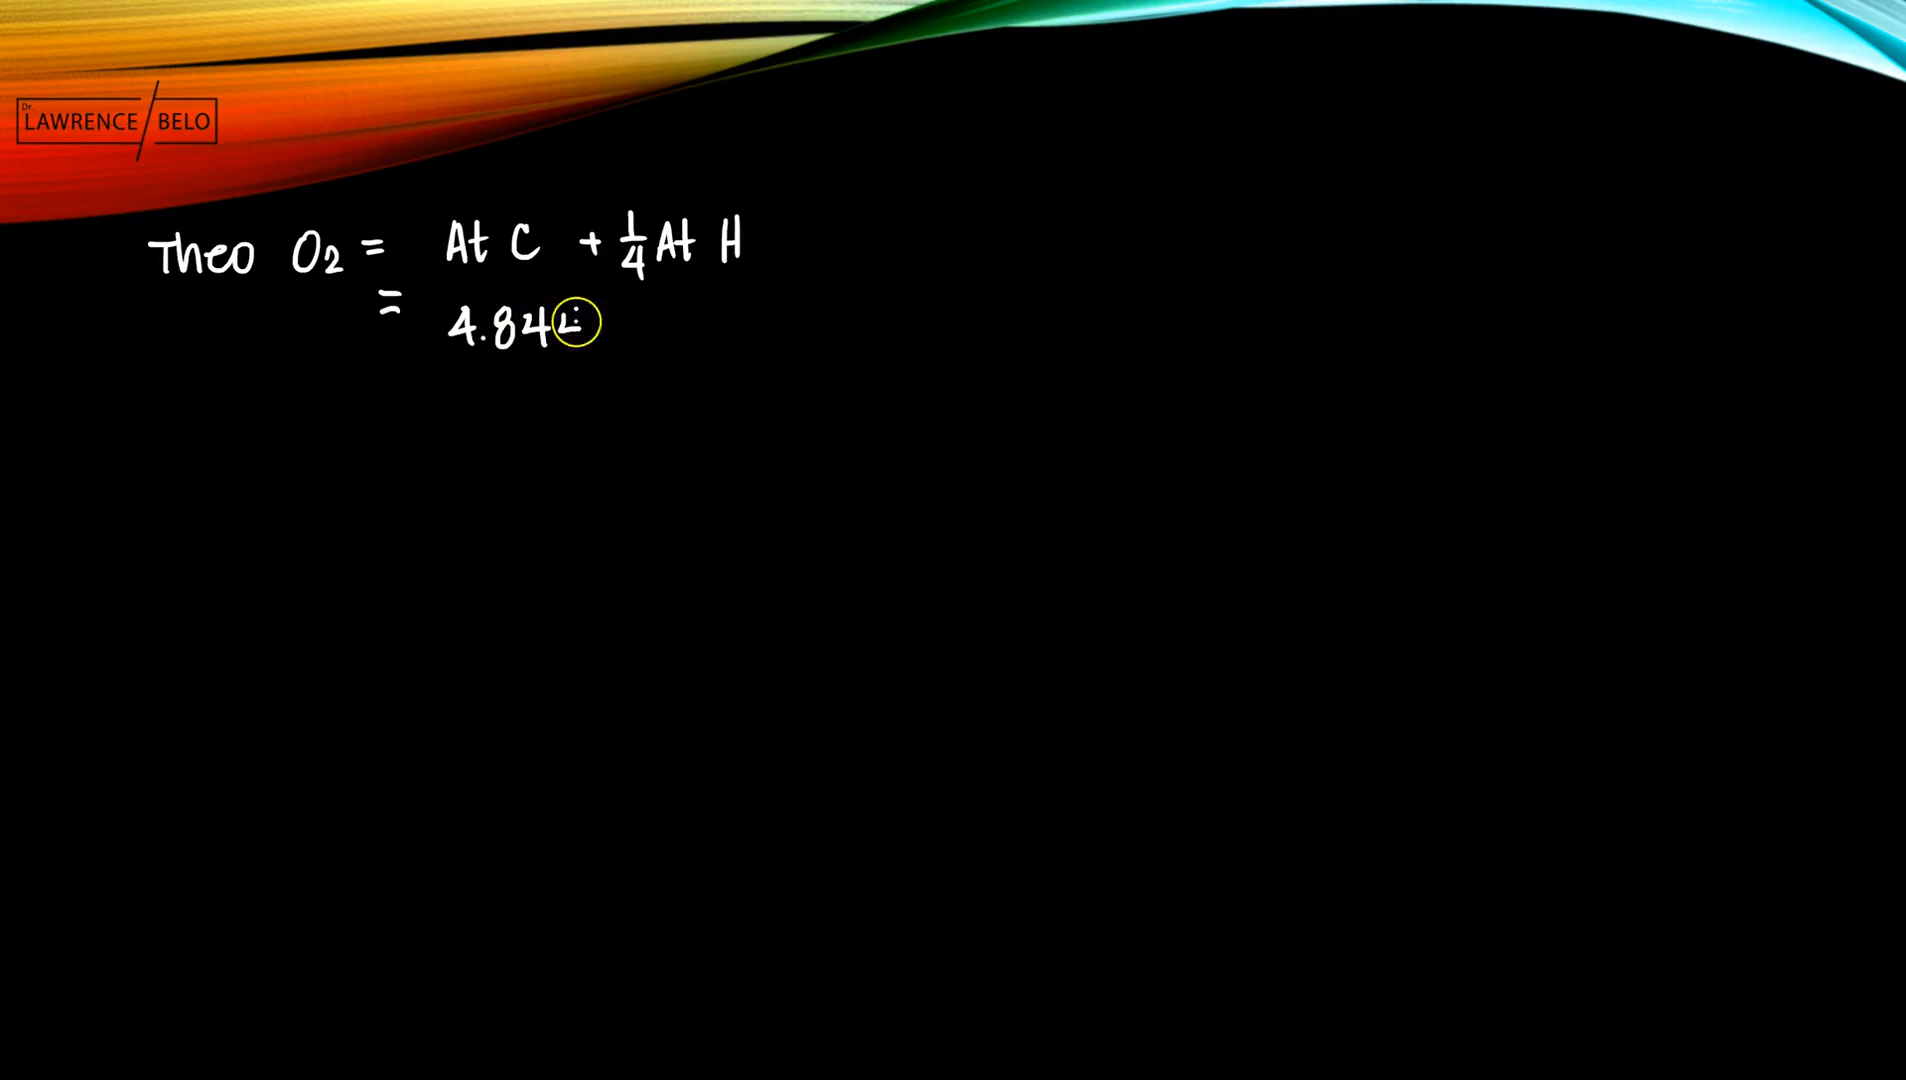 Dr.
LAWRENCE / BELO
Theo O₂ = At C + 1/4 At H
= 4.84